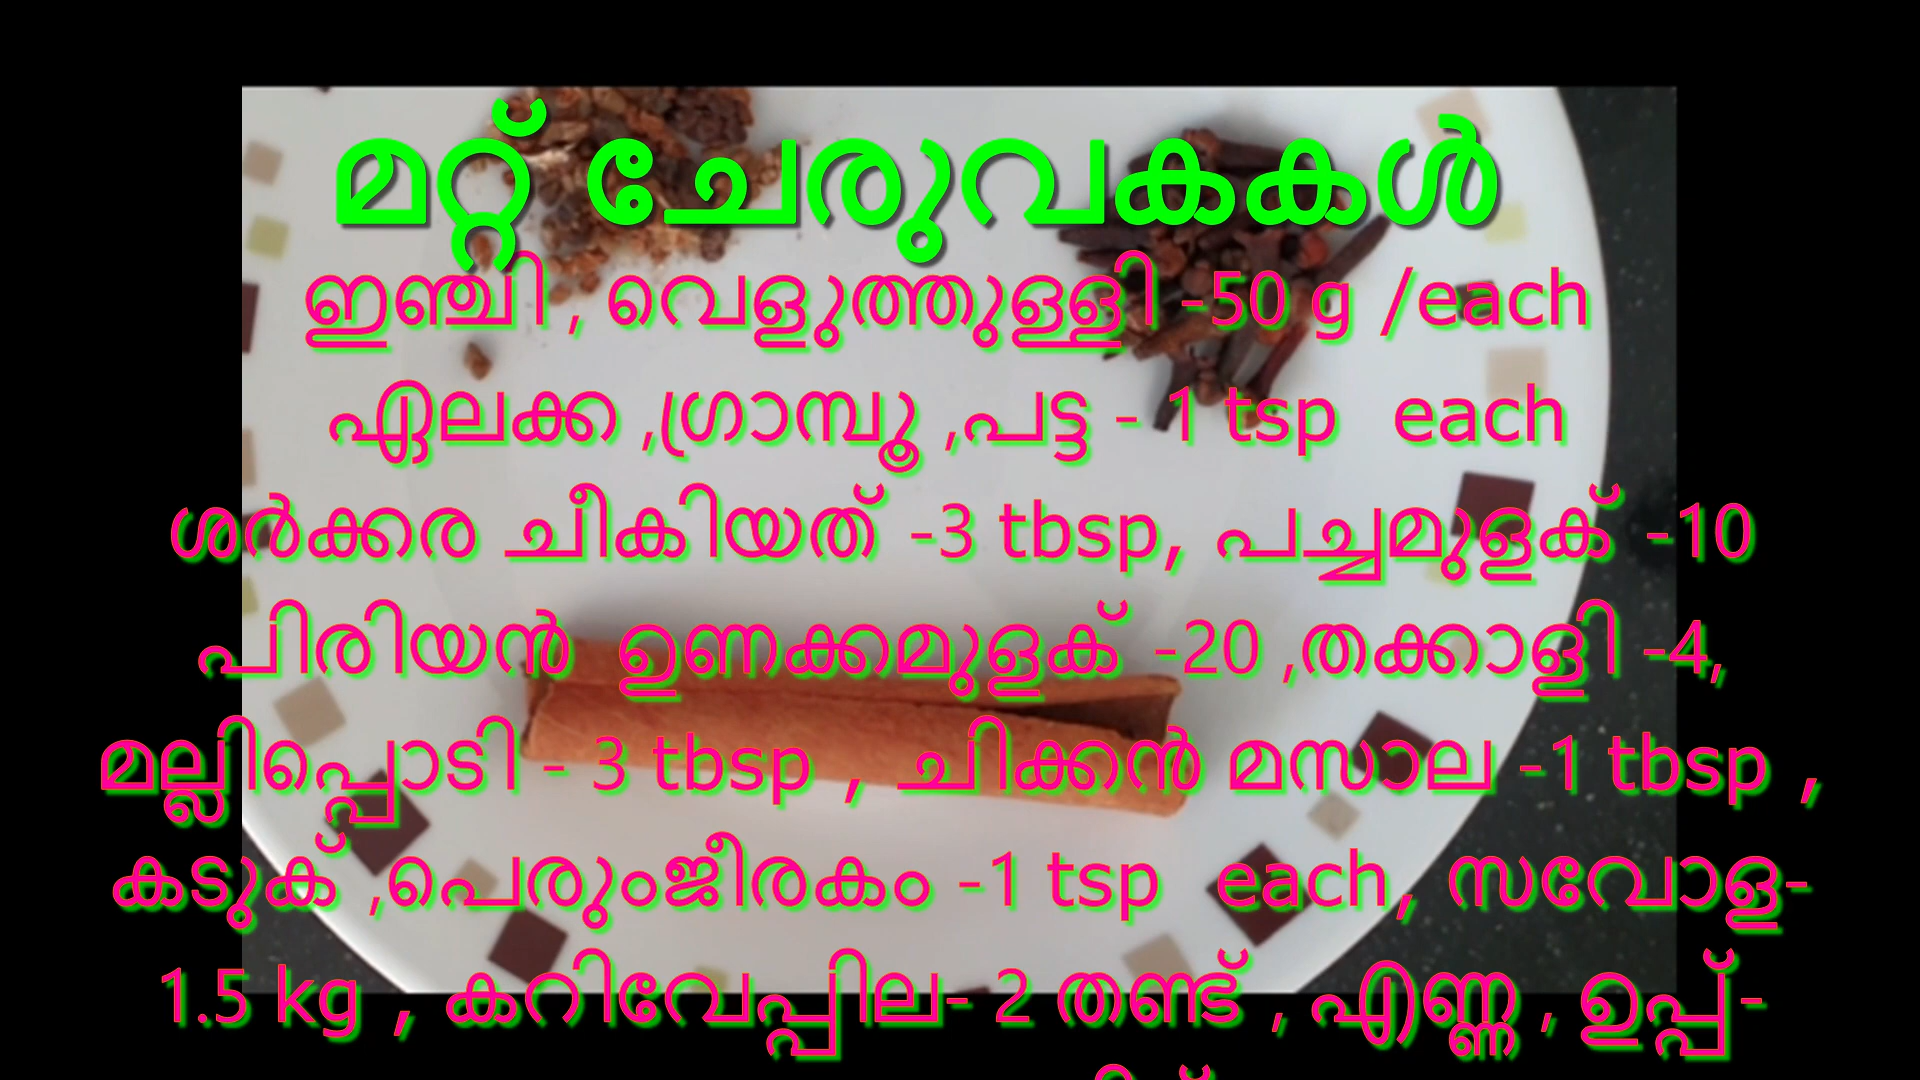 മറ്റ് ചേരുവകകൾ
ഇഞ്ചി , വെളുത്തുള്ളി -50 g /each
ഏലക്ക ,ഗ്രാമ്പൂ ,പട്ട - 1 tsp each
ശർക്കര ചീകിയത് -3 tbsp, പച്ചമുളക് -10
പിരിയൻ ഉണക്കമുളക് -20 ,തക്കാളി -4,
മല്ലിപ്പൊടി - 3 tbsp , ചിക്കൻ മസാല -1 tbsp ,
കടുക് ,പെരുംജീരകം -1 tsp each, സവോള-
1.5 kg , കറിവേപ്പില- 2 തണ്ട് , എണ്ണ , ഉപ്പ്-